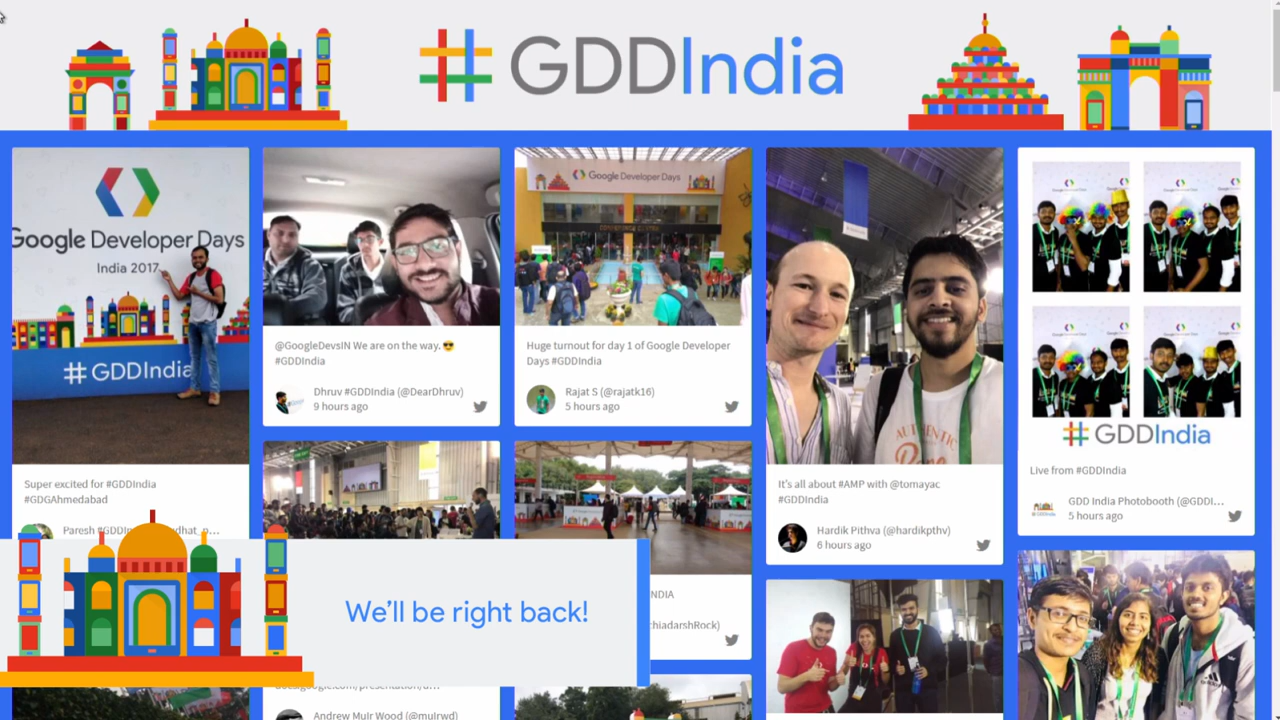 #GDDIndia
Google Developer Days
India 2017
#GDDIndia
Super excited for #GDDIndia
#GDGAhmedabad
@GoogleDevsIN We are on the way. 😎
#GDDIndia
Dhruv #GDDIndia (@DearDhruv)
9 hours ago
Google Developer Days
Huge turnout for day 1 of Google Developer
Days #GDDIndia
Rajat S (@rajatk16)
5 hours ago
AUTHENTIC
It's all about #AMP with @tomayac
#GDDIndia
Hardik Pithva (@hardikpthv)
6 hours ago
#GDDIndia
Live from #GDDIndia
GDD India Photobooth (@GDDI...
5 hours ago
We'll be right back!
Andrew Muir Wood (@muirwd)